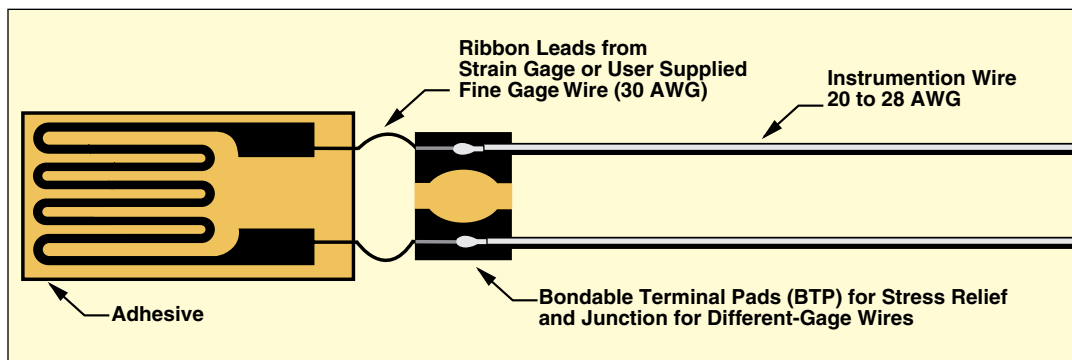 Ribbon Leads from
Strain Gage or User Supplied
Fine Gage Wire (30 AWG)
Instrumention Wire
20 to 28 AWG
Adhesive
Bondable Terminal Pads (BTP) for Stress Relief
and Junction for Different-Gage Wires